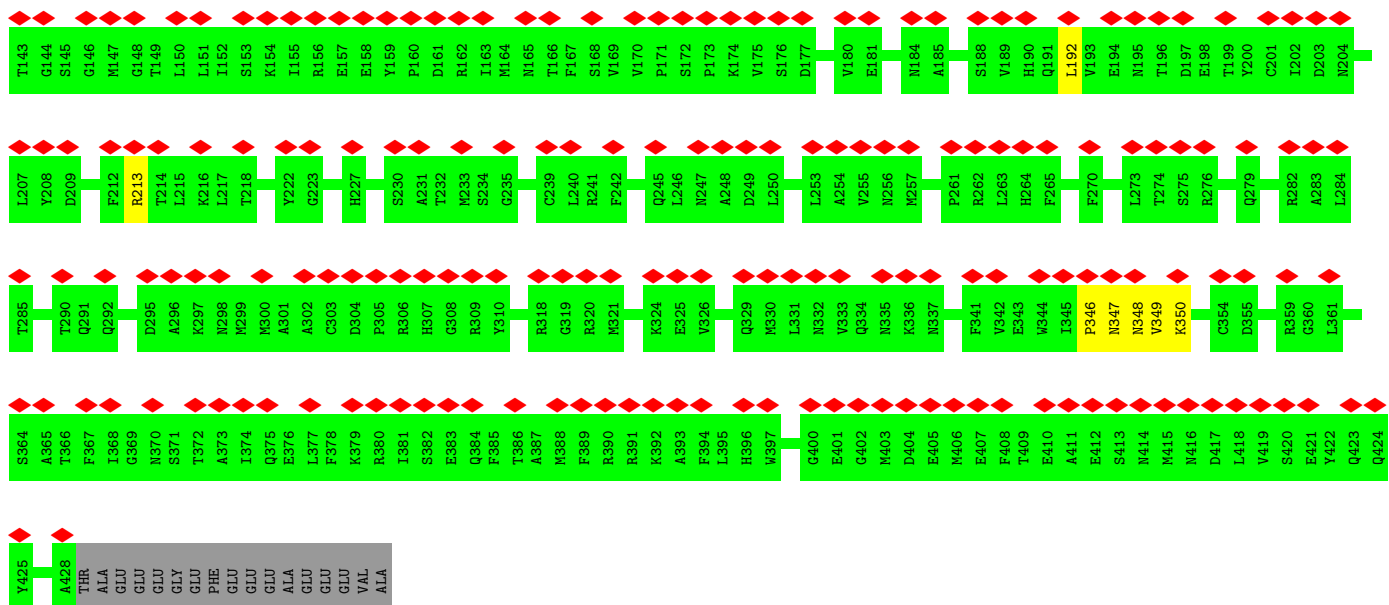 T143 G144 S145 G146 M147 G148 T149 L150 L151 I152 S153 K154 I155 R156 E157 E158 Y159 P160 D161 R162 I163 M164 N165 T166 F167 S168 V169 V170 P171 S172 P173 K174 V175 S176 D177 V180 E181 N184 A185 S188 V189 H190 Q191 L192 V193 E194 N195 T196 D197 E198 T199 Y200 C201 I202 D203 N204
L207 Y208 D209 F212 R213 T214 L215 K216 L217 T218 Y222 G223 H227 S230 A231 T232 M233 S234 G235 C239 L240 R241 F242 Q245 L246 N247 A248 D249 L250 L253 A254 V255 N256 M257 P261 R262 L263 H264 F265 F270 L273 T274 S275 R276 Q279 R282 A283 L284
T285 T290 Q291 Q292 D295 A296 K297 N298 M299 M300 A301 A302 C303 D304 P305 R306 H307 G308 R309 Y310 R318 G319 R320 M321 K324 E325 V326 Q329 M330 L331 N332 V333 Q334 N335 K336 N337 F341 V342 E343 W344 I345 P346 N347 N348 V349 K350 C354 D355 R359 G360 L361
S364 A365 T366 F367 I368 G369 N370 S371 T372 A373 I374 Q375 E376 L377 F378 K379 R380 I381 S382 E383 Q384 F385 T386 A387 M388 F389 R390 R391 K392 A393 F394 L395 H396 W397 G400 E401 G402 M403 D404 E405 M406 E407 F408 T409 E410 A411 E412 S413 N414 M415 N416 D417 L418 V419 S420 E421 Y422 Q423 Q424
Y425 A428 THR ALA GLU GLU GLU GLY GLU PHE GLU GLU GLU ALA GLU GLU GLU VAL ALA